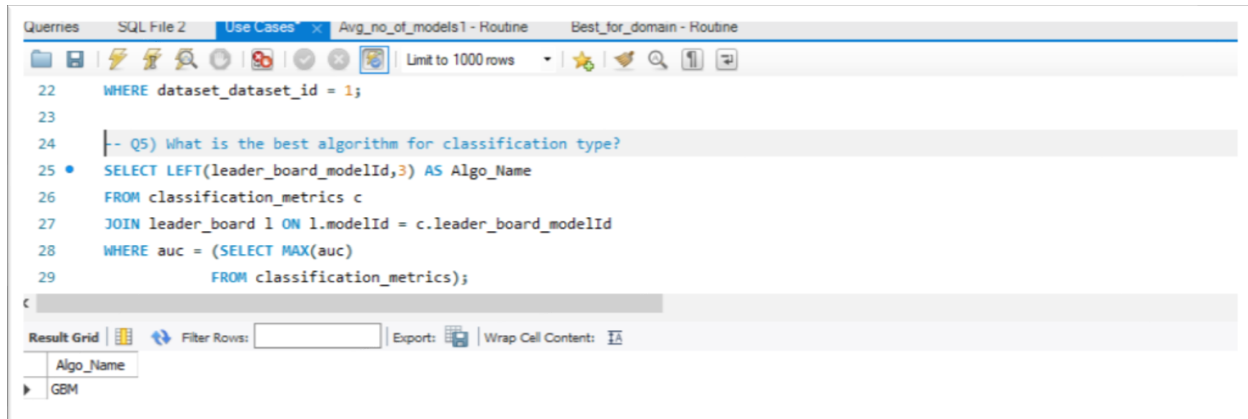 Querries SQL File 2 Use Cases* × Avg_no_of_models1 - Routine Best_for_domain - Routine
Limit to 1000 rows
22 WHERE dataset_dataset_id = 1;
23
24 -- Q5) What is the best algorithm for classification type?
25 SELECT LEFT(leader_board_modelId,3) AS Algo_Name
26 FROM classification_metrics c
27 JOIN leader_board l ON l.modelId = c.leader_board_modelId
28 WHERE auc = (SELECT MAX(auc)
29 FROM classification_metrics);
Result Grid Filter Rows: Export: Wrap Cell Content: IA
Algo_Name
GBM